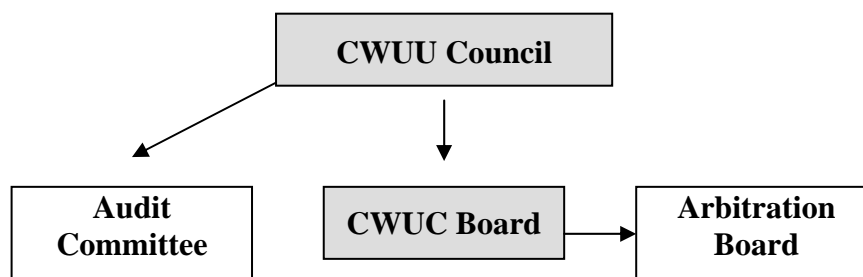 CWUU Council
Audit
Committee
CWUC Board
Arbitration
Board